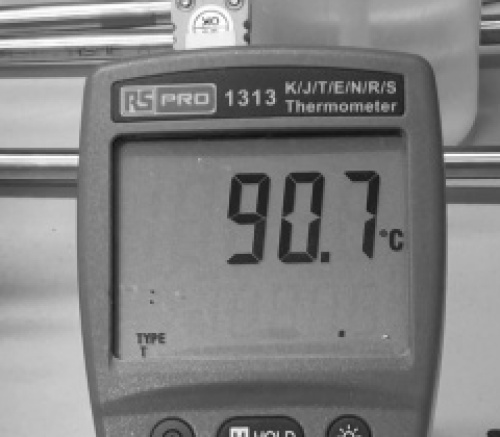 RS PRO 1313 K/J/T/E/N/R/S
Thermometer
90.7 °C
TYPE
T
HOLD